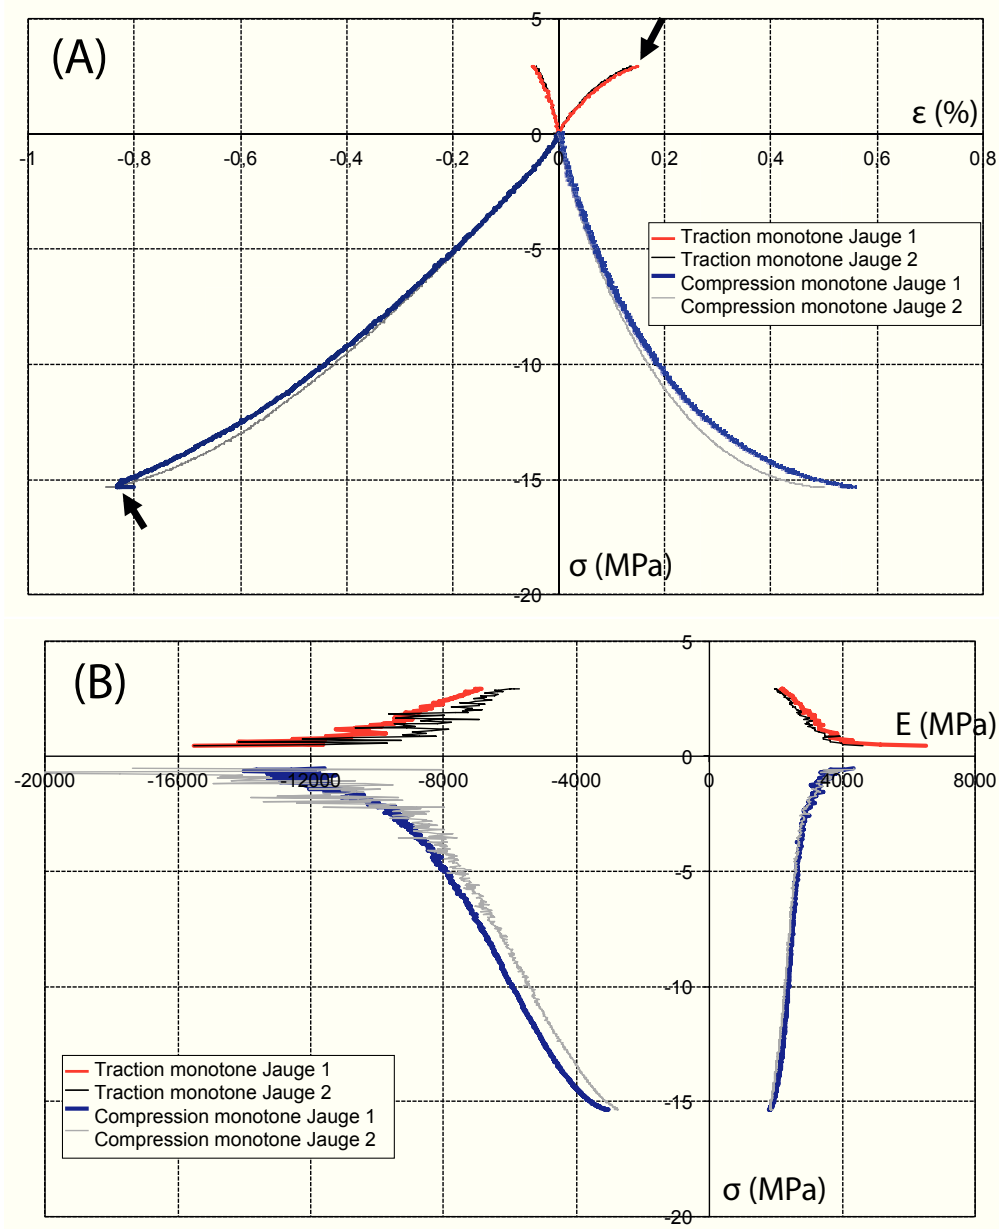 (A)
5
0
ε (%)
-1
-0,8
-0,6
-0,4
-0,2
0
0,2
0,4
0,6
0.8
Traction monotone Jauge 1
Traction monotone Jauge 2
Compression monotone Jauge 1
Compression monotone Jauge 2
-5
-10
-15
σ (MPa)
-20
(B)
5
E (MPa)
0
-20000
-16000
-12000
-8000
-4000
0
4000
8000
-5
-10
Traction monotone Jauge 1
Traction monotone Jauge 2
Compression monotone Jauge 1
Compression monotone Jauge 2
-15
σ (MPa)
-20